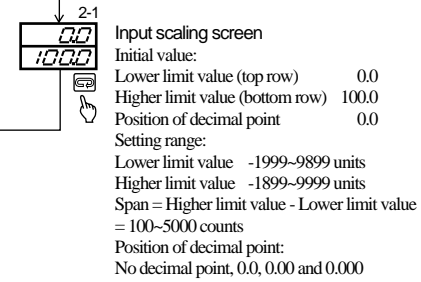 2-1
0.0
100.0
Input scaling screen
Initial value:
Lower limit value (top row) 0.0
Higher limit value (bottom row) 100.0
Position of decimal point 0.0
Setting range:
Lower limit value -1999~9899 units
Higher limit value -1899~9999 units
Span = Higher limit value - Lower limit value
= 100~5000 counts
Position of decimal point:
No decimal point, 0.0, 0.00 and 0.000